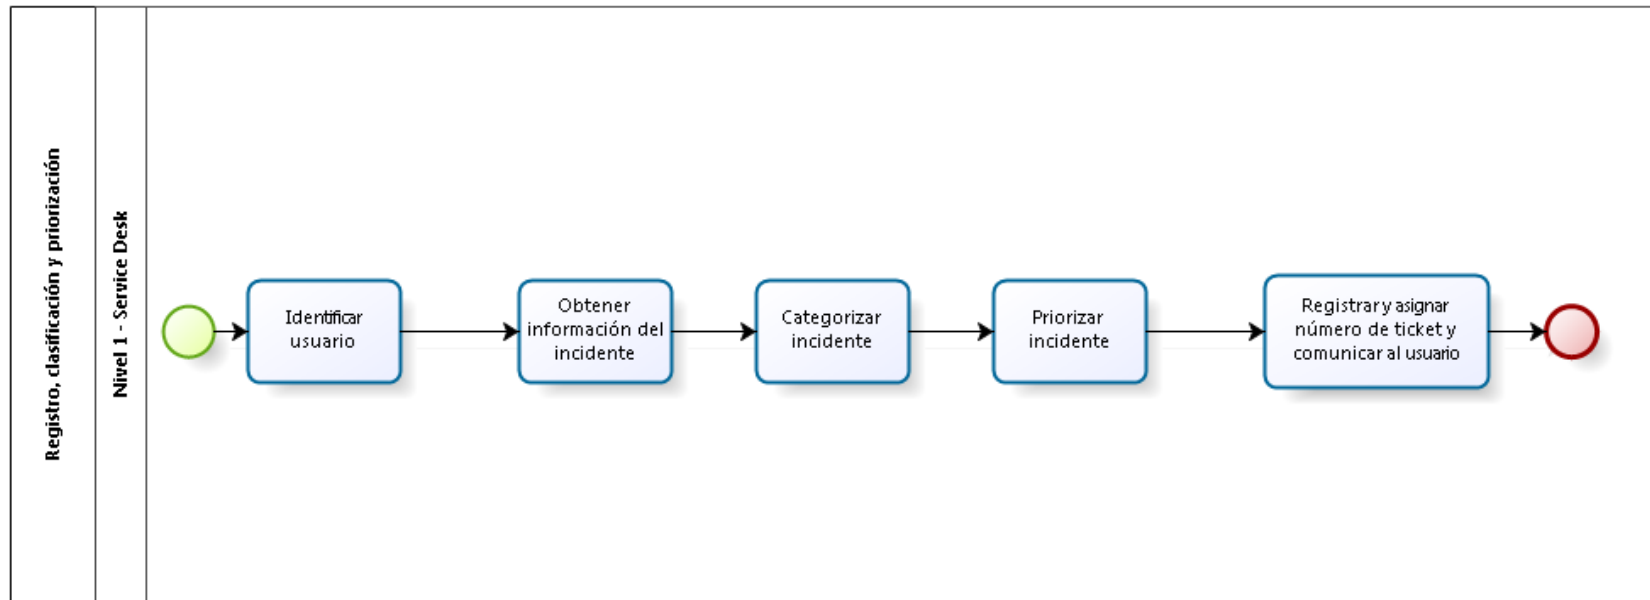 Registro, clasificación y priorización
Nivel 1 - Service Desk
Identificar
usuario
Obtener
información del
incidente
Categorizar
incidente
Priorizar
incidente
Registrar y asignar
número de ticket y
comunicar al usuario